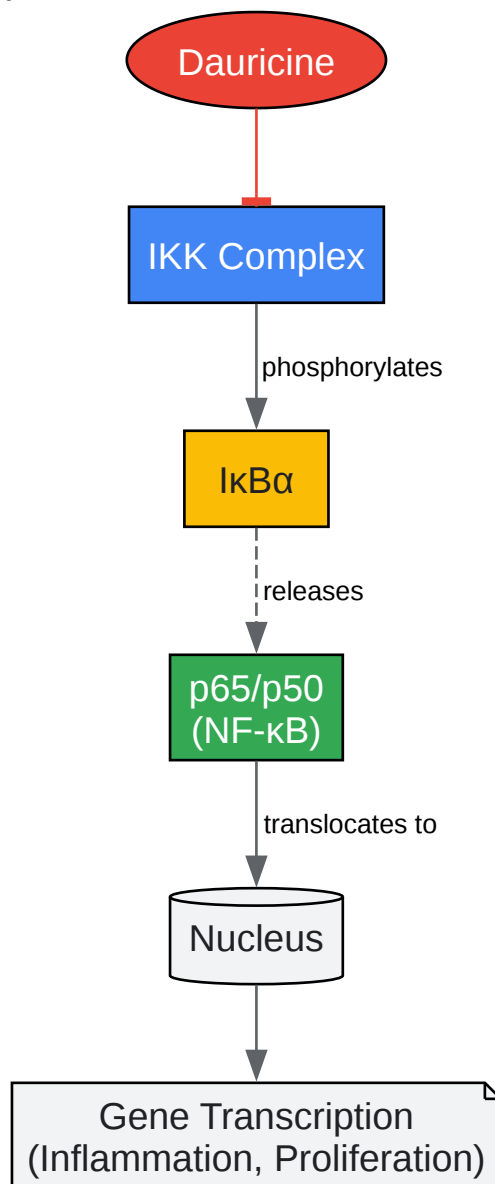 Dauricine
IKK Complex
phosphorylates
IκBα
releases
p65/p50
(NF-κB)
translocates to
Nucleus
Gene Transcription
(Inflammation, Proliferation)